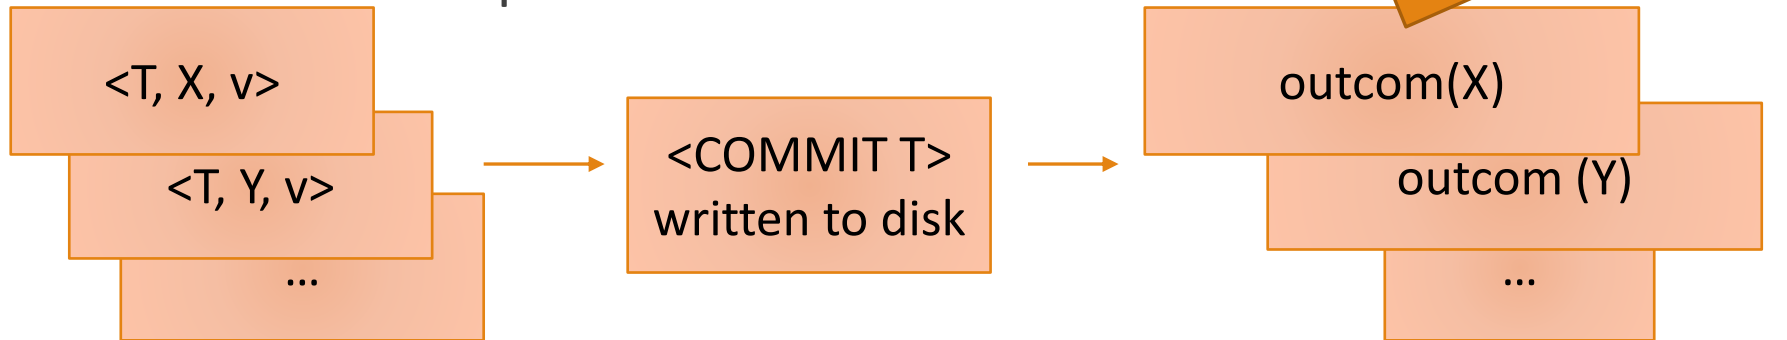 <T, X, v>
<T, Y, v>
...
<COMMIT T>
written to disk
outcom(X)
outcom (Y)
...